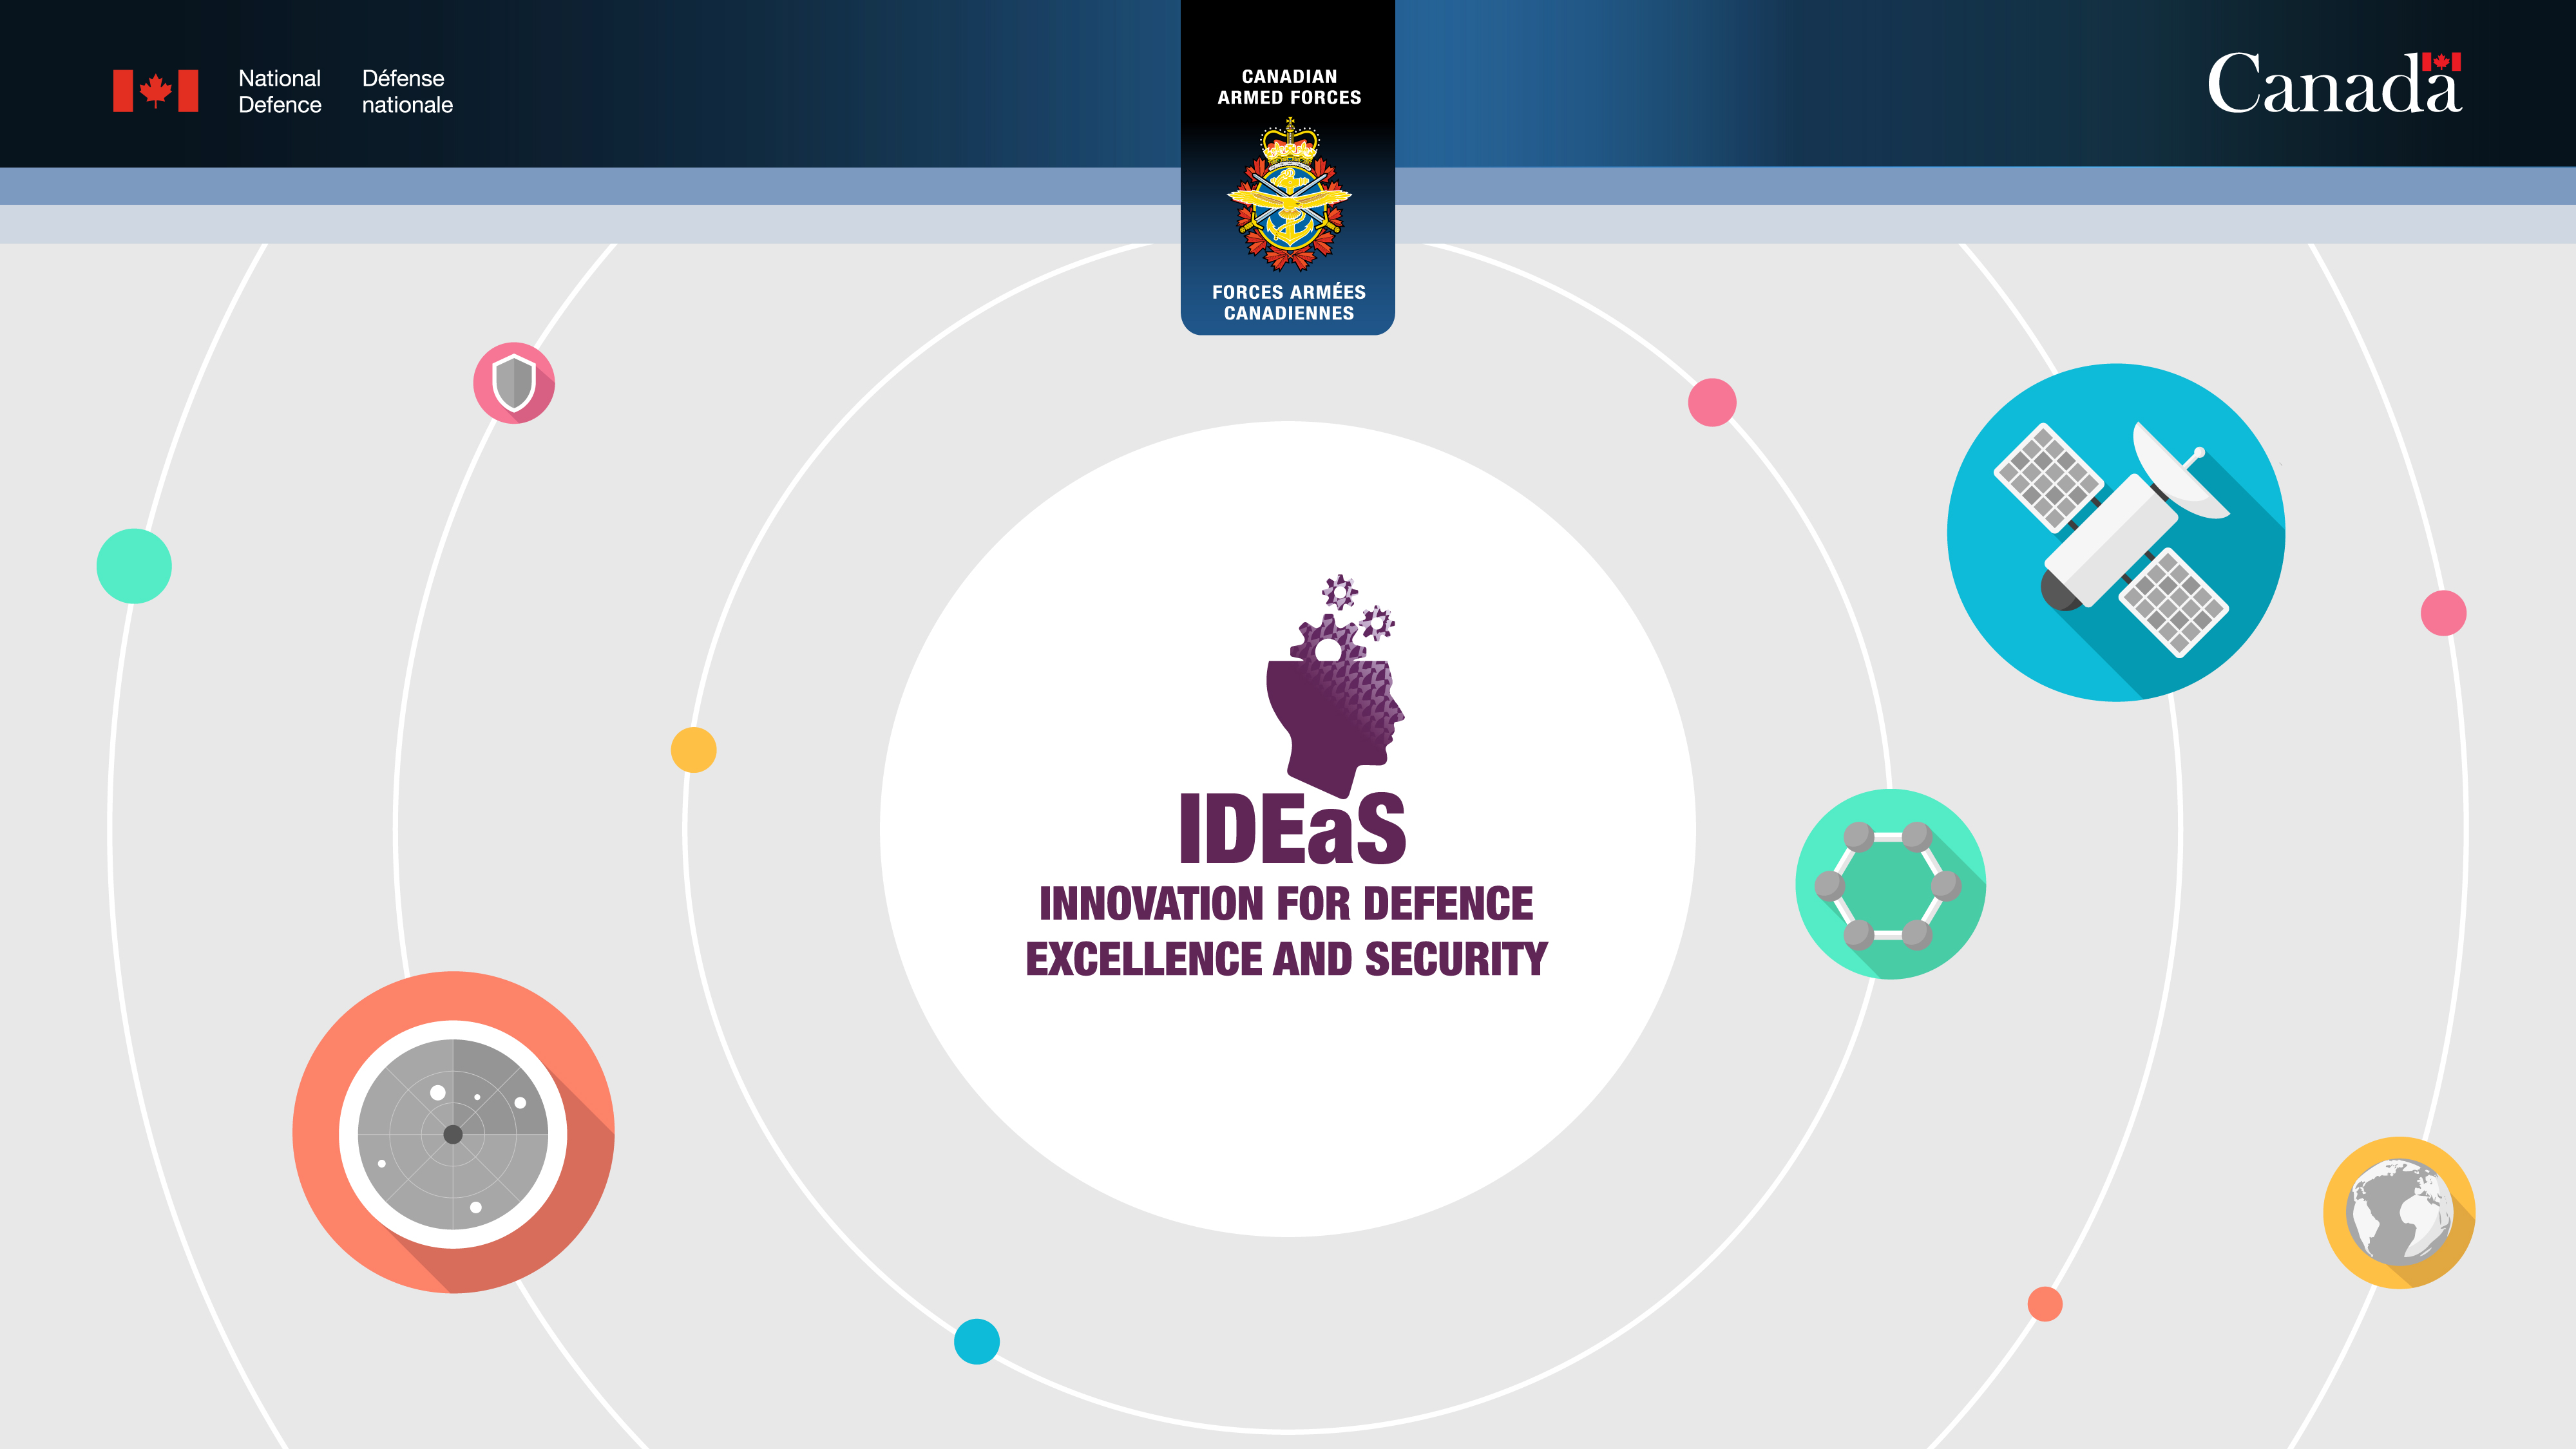 National
Defence
Défense
nationale
CANADIAN
ARMED FORCES
FORCES ARMÉES
CANADIENNES
Canada
IDEaS
INNOVATION FOR DEFENCE
EXCELLENCE AND SECURITY